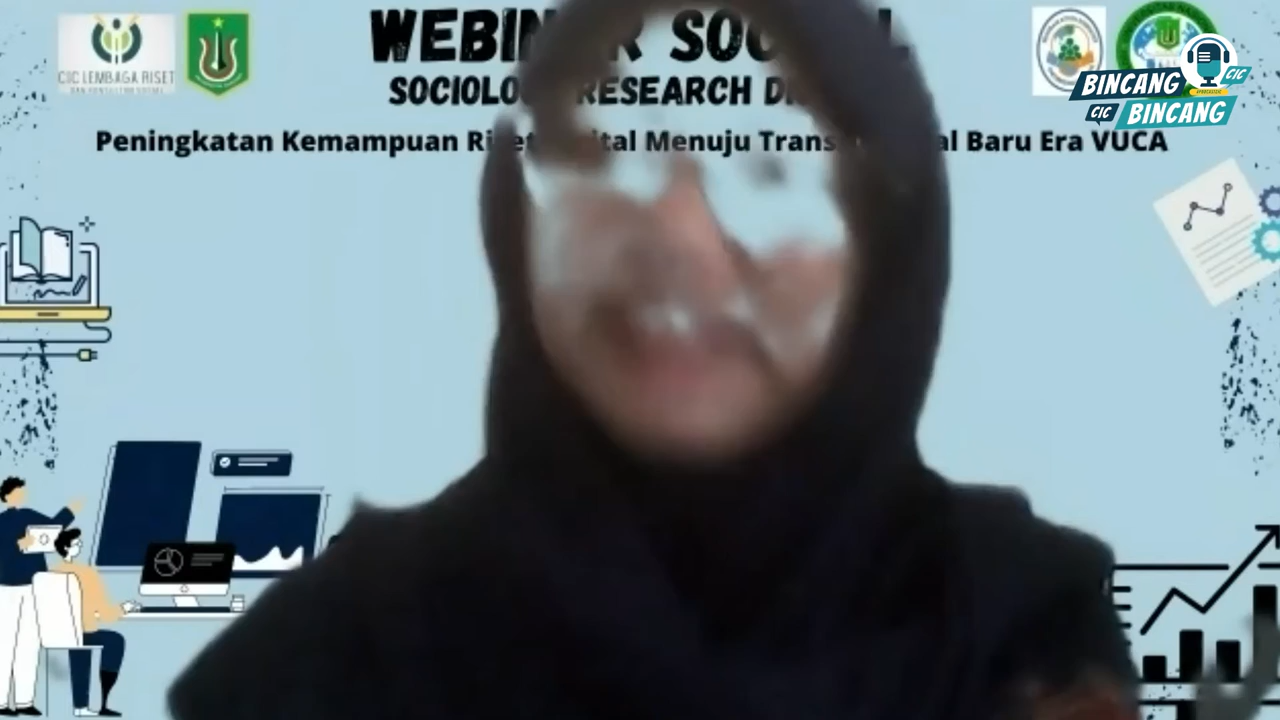 CIC LEMBAGA RISET
WEBIN R SOC L
SOCIOLO RESEARCH DI
Peningkatan Kemampuan Ri et ital Menuju Trans al Baru Era VUCA
BINCANG CIC
CIC BINCANG